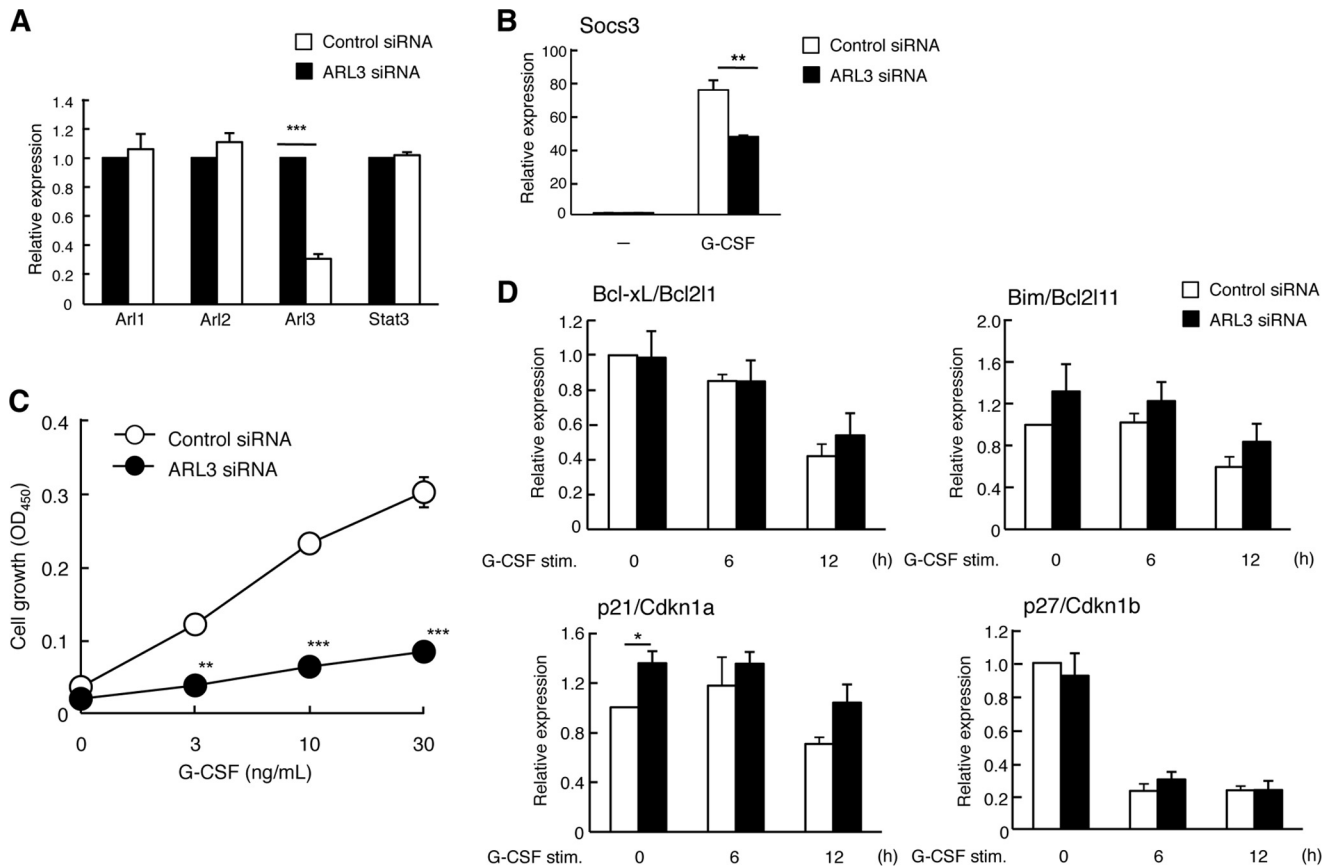 A
Control siRNA
ARL3 siRNA
Relative expression
1.4
1.2
1.0
0.8
0.6
0.4
0.2
0
***
Arl1 Arl2 Arl3 Stat3
B
Socs3
Control siRNA
ARL3 siRNA
Relative expression
100
80
60
40
20
0
**
– G-CSF
C
Control siRNA
ARL3 siRNA
Cell growth (OD450)
0.4
0.3
0.2
0.1
0
** *** ***
0 3 10 30
G-CSF (ng/mL)
D
Bcl-xL/Bcl2l1
Relative expression
1.2
1.0
0.8
0.6
0.4
0.2
0
G-CSF stim. 0 6 12 (h)
Bim/Bcl2l11
Control siRNA
ARL3 siRNA
Relative expression
2.0
1.6
1.2
0.8
0.4
0
G-CSF stim. 0 6 12 (h)
p21/Cdkn1a
Relative expression
1.6
1.2
0.8
0.4
0
*
G-CSF stim. 0 6 12 (h)
p27/Cdkn1b
Relative expression
1.2
1.0
0.8
0.6
0.4
0.2
0
G-CSF stim. 0 6 12 (h)